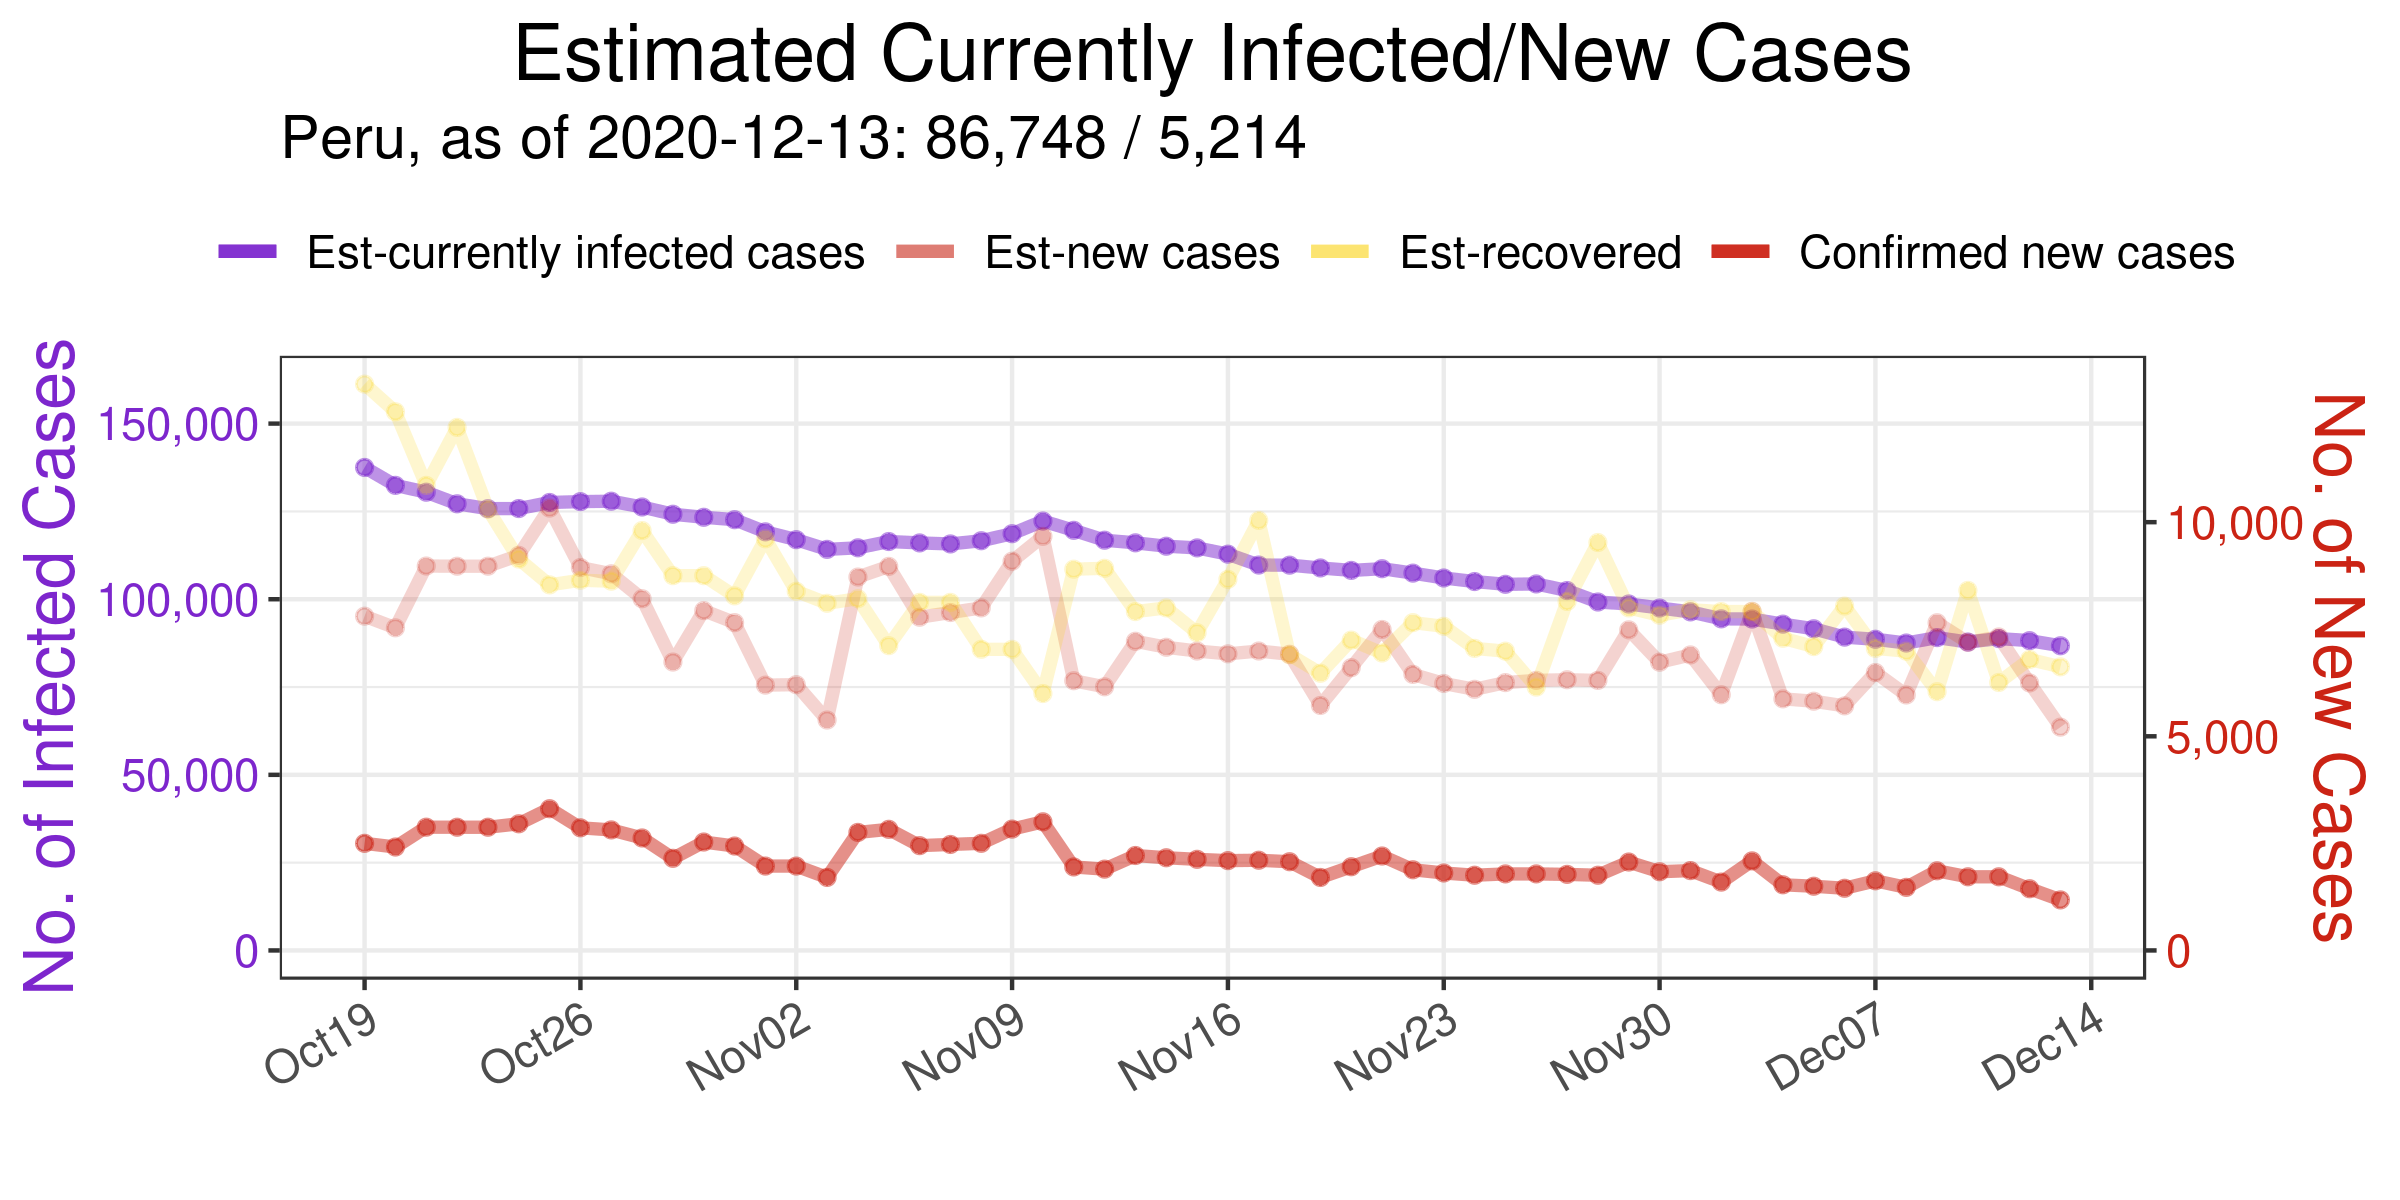 Estimated Currently Infected/New Cases
Peru, as of 2020-12-13: 86,748 / 5,214
Est-currently infected cases
Est-new cases
Est-recovered
Confirmed new cases
No. of Infected Cases
150,000
100,000
50,000
0
10,000
5,000
0
No. of New Cases
Oct19
Oct26
Nov02
Nov09
Nov16
Nov23
Nov30
Dec07
Dec14